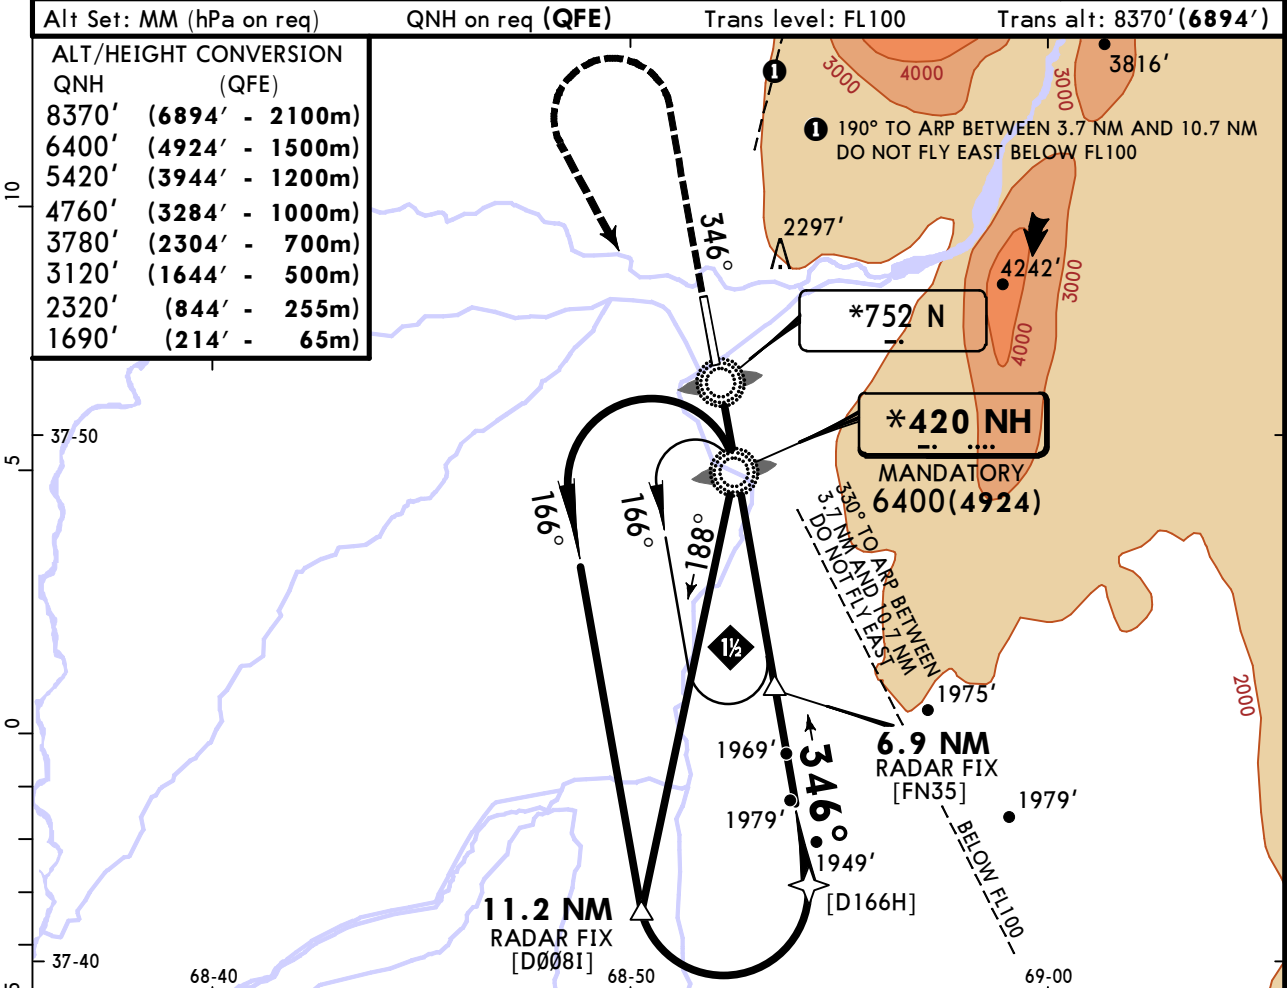 Alt Set: MM (hPa on req) QNH on req (QFE) Trans level: FL100 Trans alt: 8370′(6894′)
ALT/HEIGHT CONVERSION
QNH (QFE)
8370′ (6894′ - 2100m)
6400′ (4924′ - 1500m)
5420′ (3944′ - 1200m)
4760′ (3284′ - 1000m)
3780′ (2304′ - 700m)
3120′ (1644′ - 500m)
2320′ (844′ - 255m)
1690′ (214′ - 65m)
1
3000
4000
3000
3816′
1 190° TO ARP BETWEEN 3.7 NM AND 10.7 NM
DO NOT FLY EAST BELOW FL100
10
346°
2297′
4242′
3000
4000
*752 N
*420 NH
MANDATORY
6400(4924)
37-50
5
166°
166°
188°
330° TO ARP BETWEEN
3.7 NM AND 10.7 NM
DO NOT FLY EAST
BELOW FL100
1½
2000
1975′
0
1969′
346°
6.9 NM
RADAR FIX
[FN35]
1979′
1979′
1949′
[D166H]
11.2 NM
RADAR FIX
[DØØ8I]
37-40
68-40
68-50
69-00